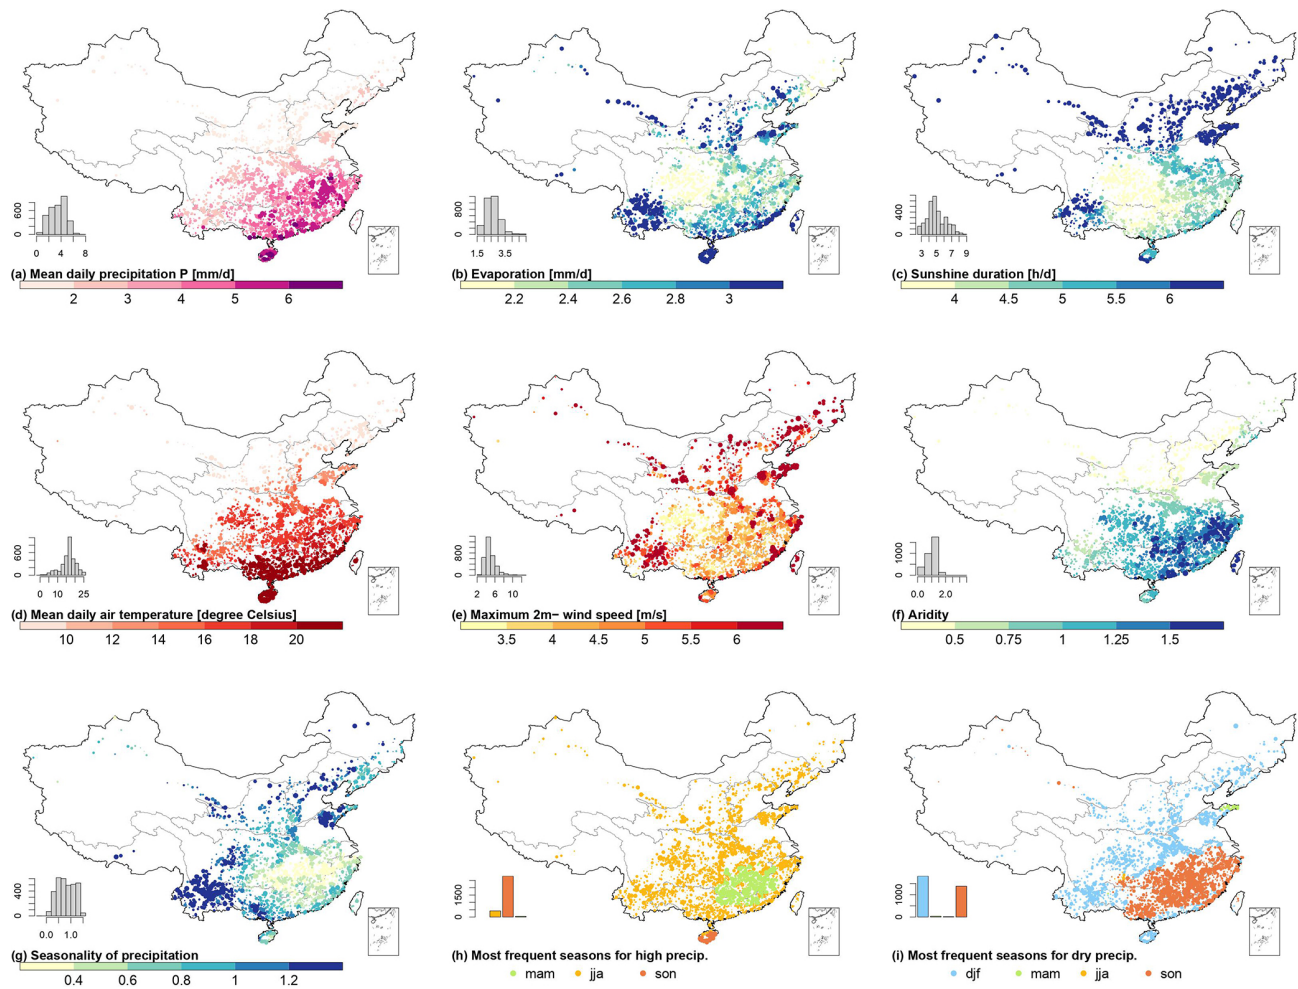 600
0
0 4 8
(a) Mean daily precipitation P [mm/d]
2 3 4 5 6
800
0
1.5 3.5
(b) Evaporation [mm/d]
2.2 2.4 2.6 2.8 3
400
0
3 5 7 9
(c) Sunshine duration [h/d]
4 4.5 5 5.5 6
600
0
0 10 25
(d) Mean daily air temperature [degree Celsius]
10 12 14 16 18 20
800
0
2 6 10
(e) Maximum 2m− wind speed [m/s]
3.5 4 4.5 5 5.5 6
1000
0
0.0 2.0
(f) Aridity
0.5 0.75 1 1.25 1.5
400
0
0.0 1.0
(g) Seasonality of precipitation
0.4 0.6 0.8 1 1.2
1500
0
(h) Most frequent seasons for high precip.
mam jja son
1000
0
(i) Most frequent seasons for dry precip.
djf mam jja son